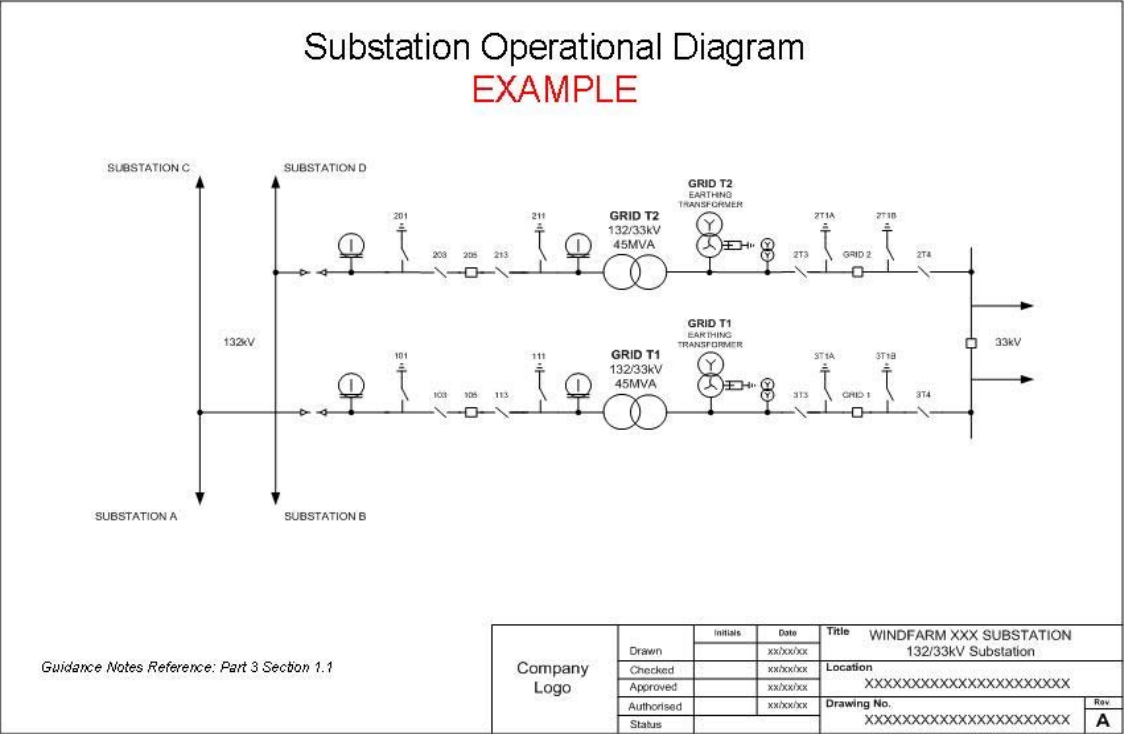 Substation Operational Diagram
EXAMPLE
SUBSTATION C
SUBSTATION D
GRID T2
EARTHING
TRANSFORMER
201
211
GRID T2
132/33kV
45MVA
2T1A
2T1B
203
205
213
2T3
GRID 2
2T4
132kV
33kV
GRID T1
EARTHING
TRANSFORMER
101
111
GRID T1
132/33kV
45MVA
3T1A
3T1B
103
105
113
3T3
GRID 1
3T4
SUBSTATION A
SUBSTATION B
Guidance Notes Reference: Part 3 Section 1.1
Company
Logo
Initials
Date
Drawn
xx/xx/xx
Checked
xx/xx/xx
Approved
xx/xx/xx
Authorised
xx/xx/xx
Status
Title
WINDFARM XXX SUBSTATION
132/33kV Substation
Location
XXXXXXXXXXXXXXXXXXXXXX
Drawing No.
XXXXXXXXXXXXXXXXXXXXXX
Rev
A